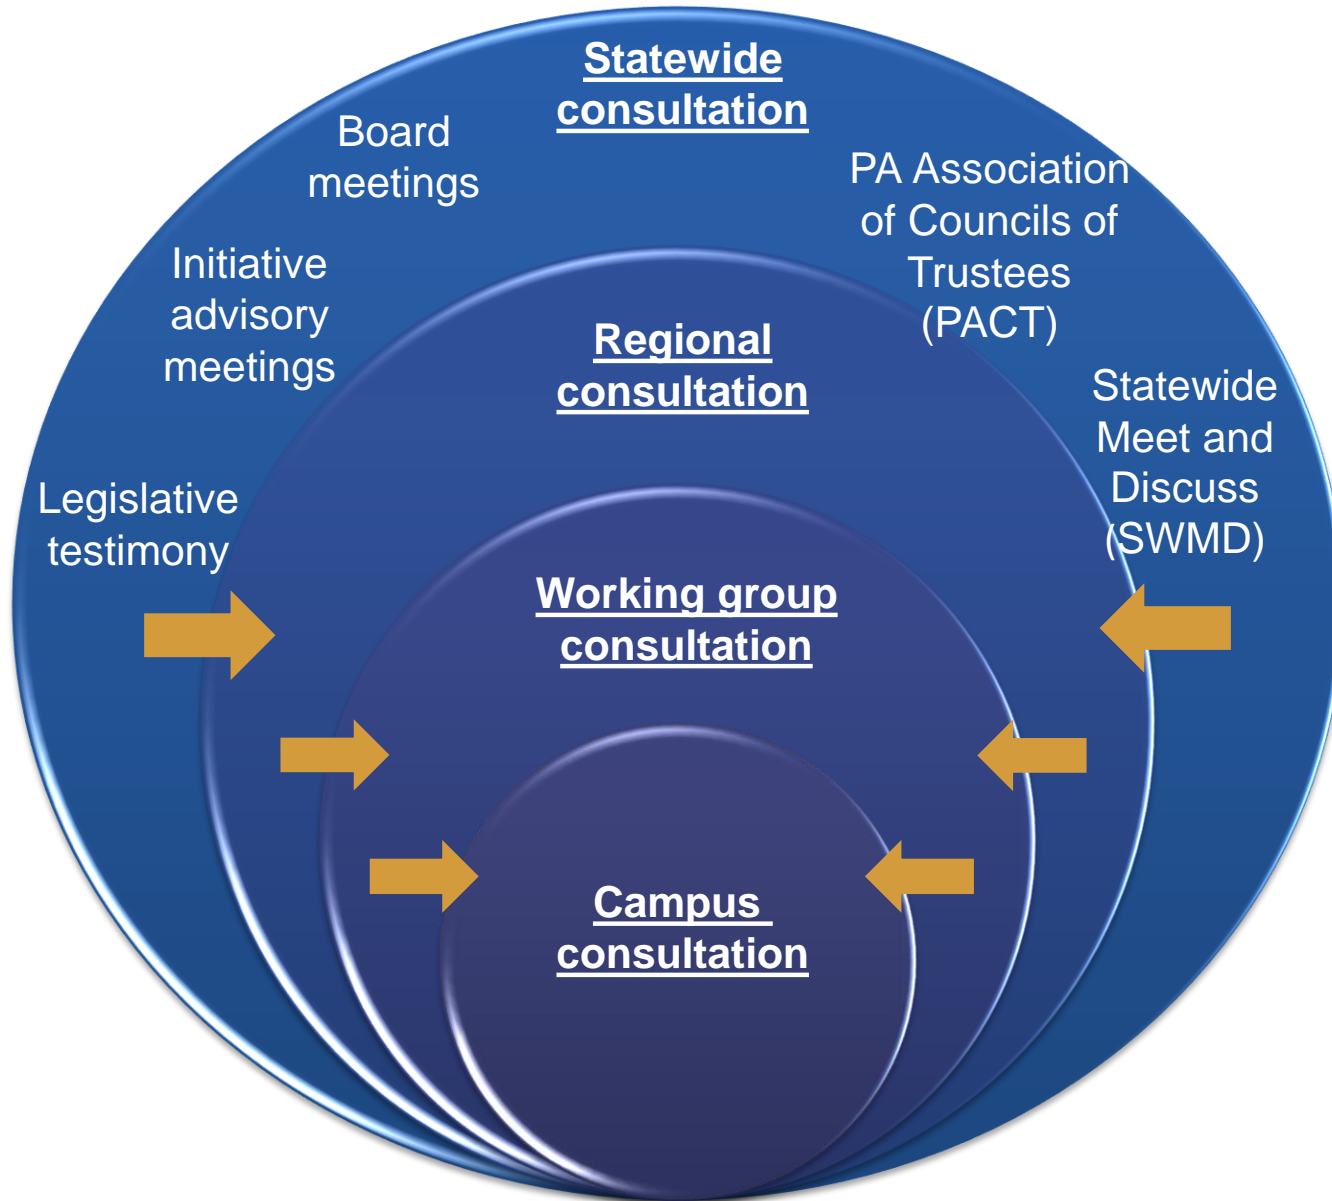 Statewide
consultation
Board
meetings
PA Association
of Councils of
Trustees
(PACT)
Initiative
advisory
meetings
Regional
consultation
Statewide
Meet and
Discuss
(SWMD)
Legislative
testimony
Working group
consultation
Campus
consultation